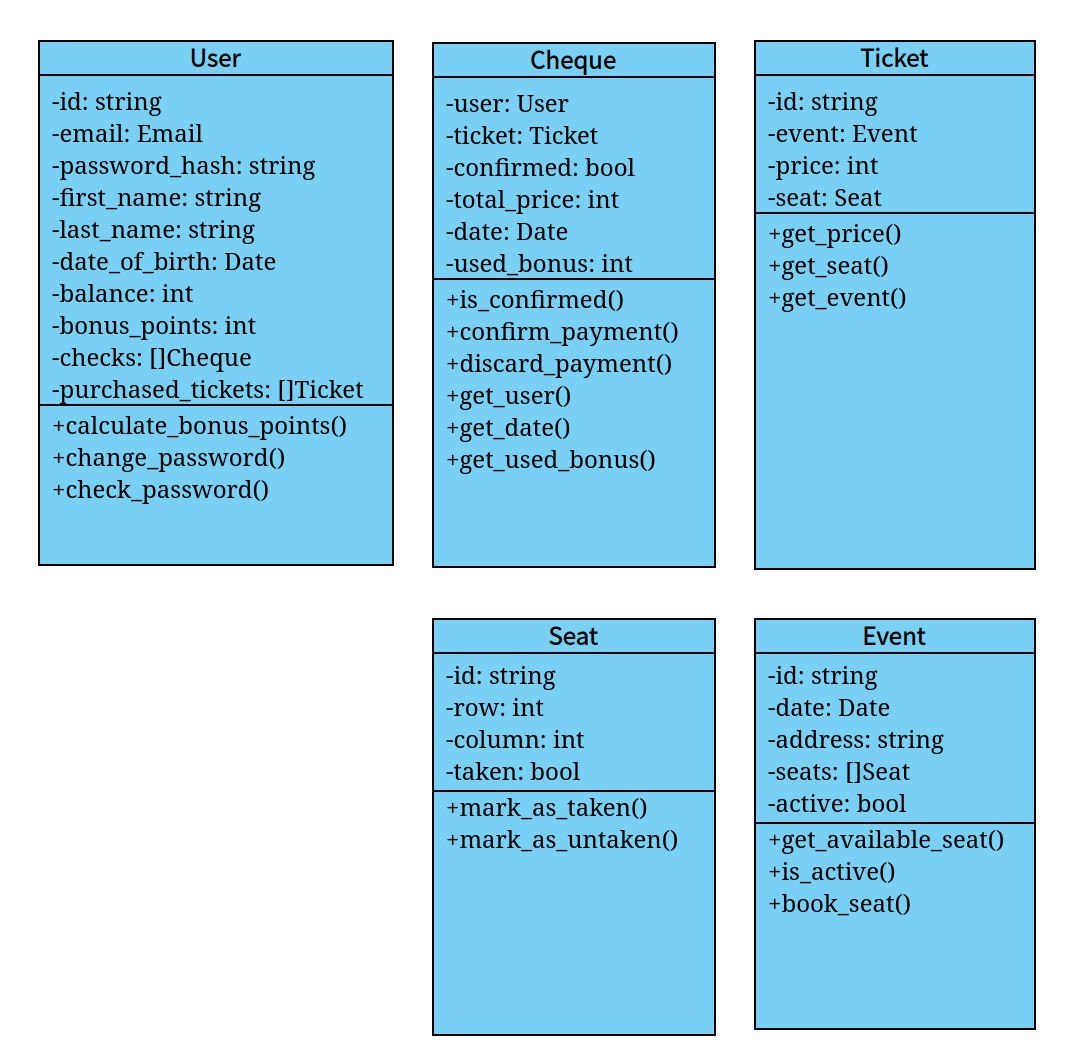 User
-id: string
-email: Email
-password_hash: string
-first_name: string
-last_name: string
-date_of_birth: Date
-balance: int
-bonus_points: int
-checks: []Cheque
-purchased_tickets: []Ticket
+calculate_bonus_points()
+change_password()
+check_password()
Cheque
-user: User
-ticket: Ticket
-confirmed: bool
-total_price: int
-date: Date
-used_bonus: int
+is_confirmed()
+confirm_payment()
+discard_payment()
+get_user()
+get_date()
+get_used_bonus()
Ticket
-id: string
-event: Event
-price: int
-seat: Seat
+get_price()
+get_seat()
+get_event()
Seat
-id: string
-row: int
-column: int
-taken: bool
+mark_as_taken()
+mark_as_untaken()
Event
-id: string
-date: Date
-address: string
-seats: []Seat
-active: bool
+get_available_seat()
+is_active()
+book_seat()